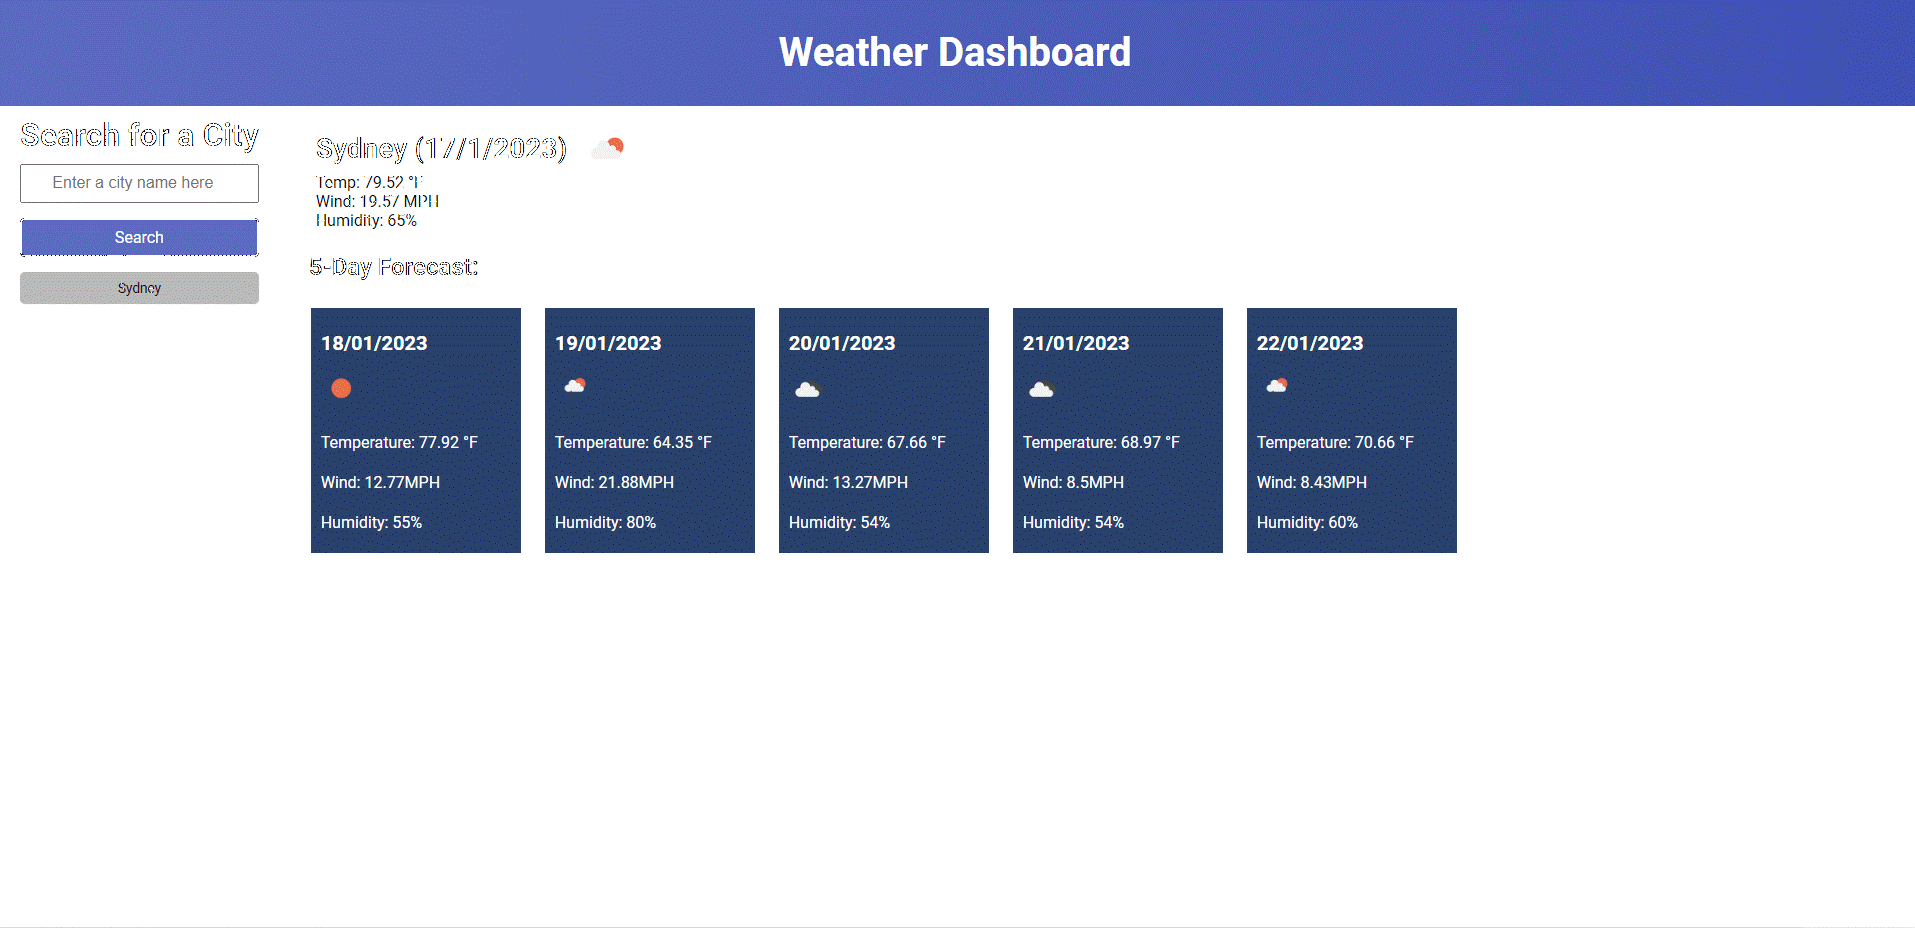 Weather Dashboard
Search for a City
Enter a city name here
Search
Sydney
Sydney (17/1/2023)
Temp: 79.52 °F
Wind: 19.57 MPH
Humidity: 65%
5-Day Forecast:
18/01/2023
Temperature: 77.92 °F
Wind: 12.77MPH
Humidity: 55%
19/01/2023
Temperature: 64.35 °F
Wind: 21.88MPH
Humidity: 80%
20/01/2023
Temperature: 67.66 °F
Wind: 13.27MPH
Humidity: 54%
21/01/2023
Temperature: 68.97 °F
Wind: 8.5MPH
Humidity: 54%
22/01/2023
Temperature: 70.66 °F
Wind: 8.43MPH
Humidity: 60%